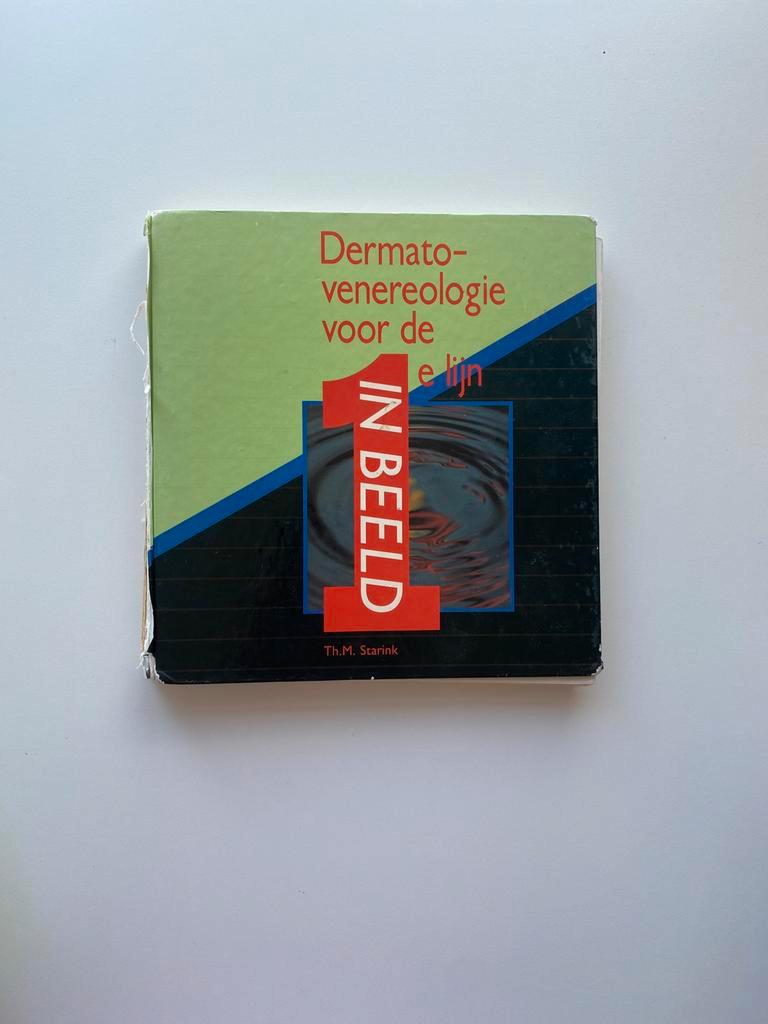 Dermato-
venereologie
voor de
1e lijn
IN BEELD
Th.M. Starink